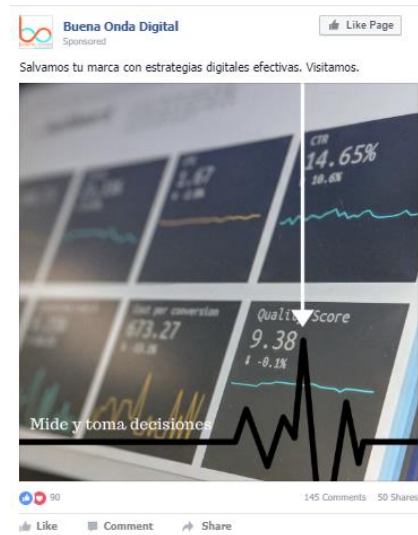 Buena Onda Digital
Sponsored
Like Page
Salvamos tu marca con estrategias digitales efectivas. Visitamos.
CTR
14.65%
10.6%
1.67
Cost per conversion
673.27
Quality Score
9.38
-0.1%
Mide y toma decisiones
90
145 Comments 50 Shares
Like Comment Share